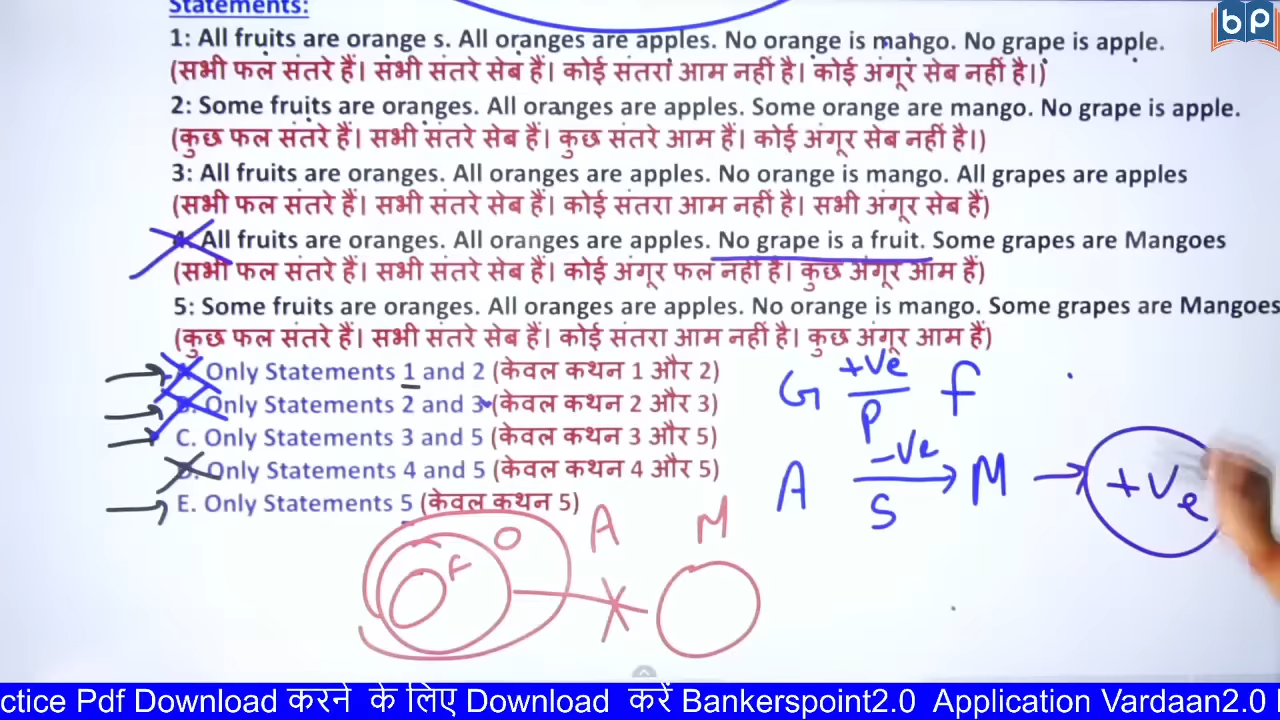 Statements:
bp
1: All fruits are orange s. All oranges are apples. No orange is mango. No grape is apple.
(सभी फल संतरे हैं। सभी संतरे सेब हैं। कोई संतरा आम नहीं है। कोई अंगूर सेब नहीं है।)
2: Some fruits are oranges. All oranges are apples. Some orange are mango. No grape is apple.
(कुछ फल संतरे हैं। सभी संतरे सेब हैं। कुछ संतरे आम हैं। कोई अंगूर सेब नहीं है।)
3: All fruits are oranges. All oranges are apples. No orange is mango. All grapes are apples
(सभी फल संतरे हैं। सभी संतरे सेब हैं। कोई संतरा आम नहीं है। सभी अंगूर सेब हैं)
4: All fruits are oranges. All oranges are apples. No grape is a fruit. Some grapes are Mangoes
(सभी फल संतरे हैं। सभी संतरे सेब हैं। कोई अंगूर फल नहीं है। कुछ अंगूर आम हैं)
5: Some fruits are oranges. All oranges are apples. No orange is mango. Some grapes are Mangoes
(कुछ फल संतरे हैं। सभी संतरे सेब हैं। कोई संतरा आम नहीं है। कुछ अंगूर आम हैं)
A. Only Statements 1 and 2 (केवल कथन 1 और 2)
B. Only Statements 2 and 3 (केवल कथन 2 और 3)
C. Only Statements 3 and 5 (केवल कथन 3 और 5)
D. Only Statements 4 and 5 (केवल कथन 4 और 5)
E. Only Statements 5 (केवल कथन 5)
G +ve P F
A -ve S M +ve
F O A M
ctice Pdf Download करने के लिए Download करें Bankerspoint2.0 Application Vardaan2.0